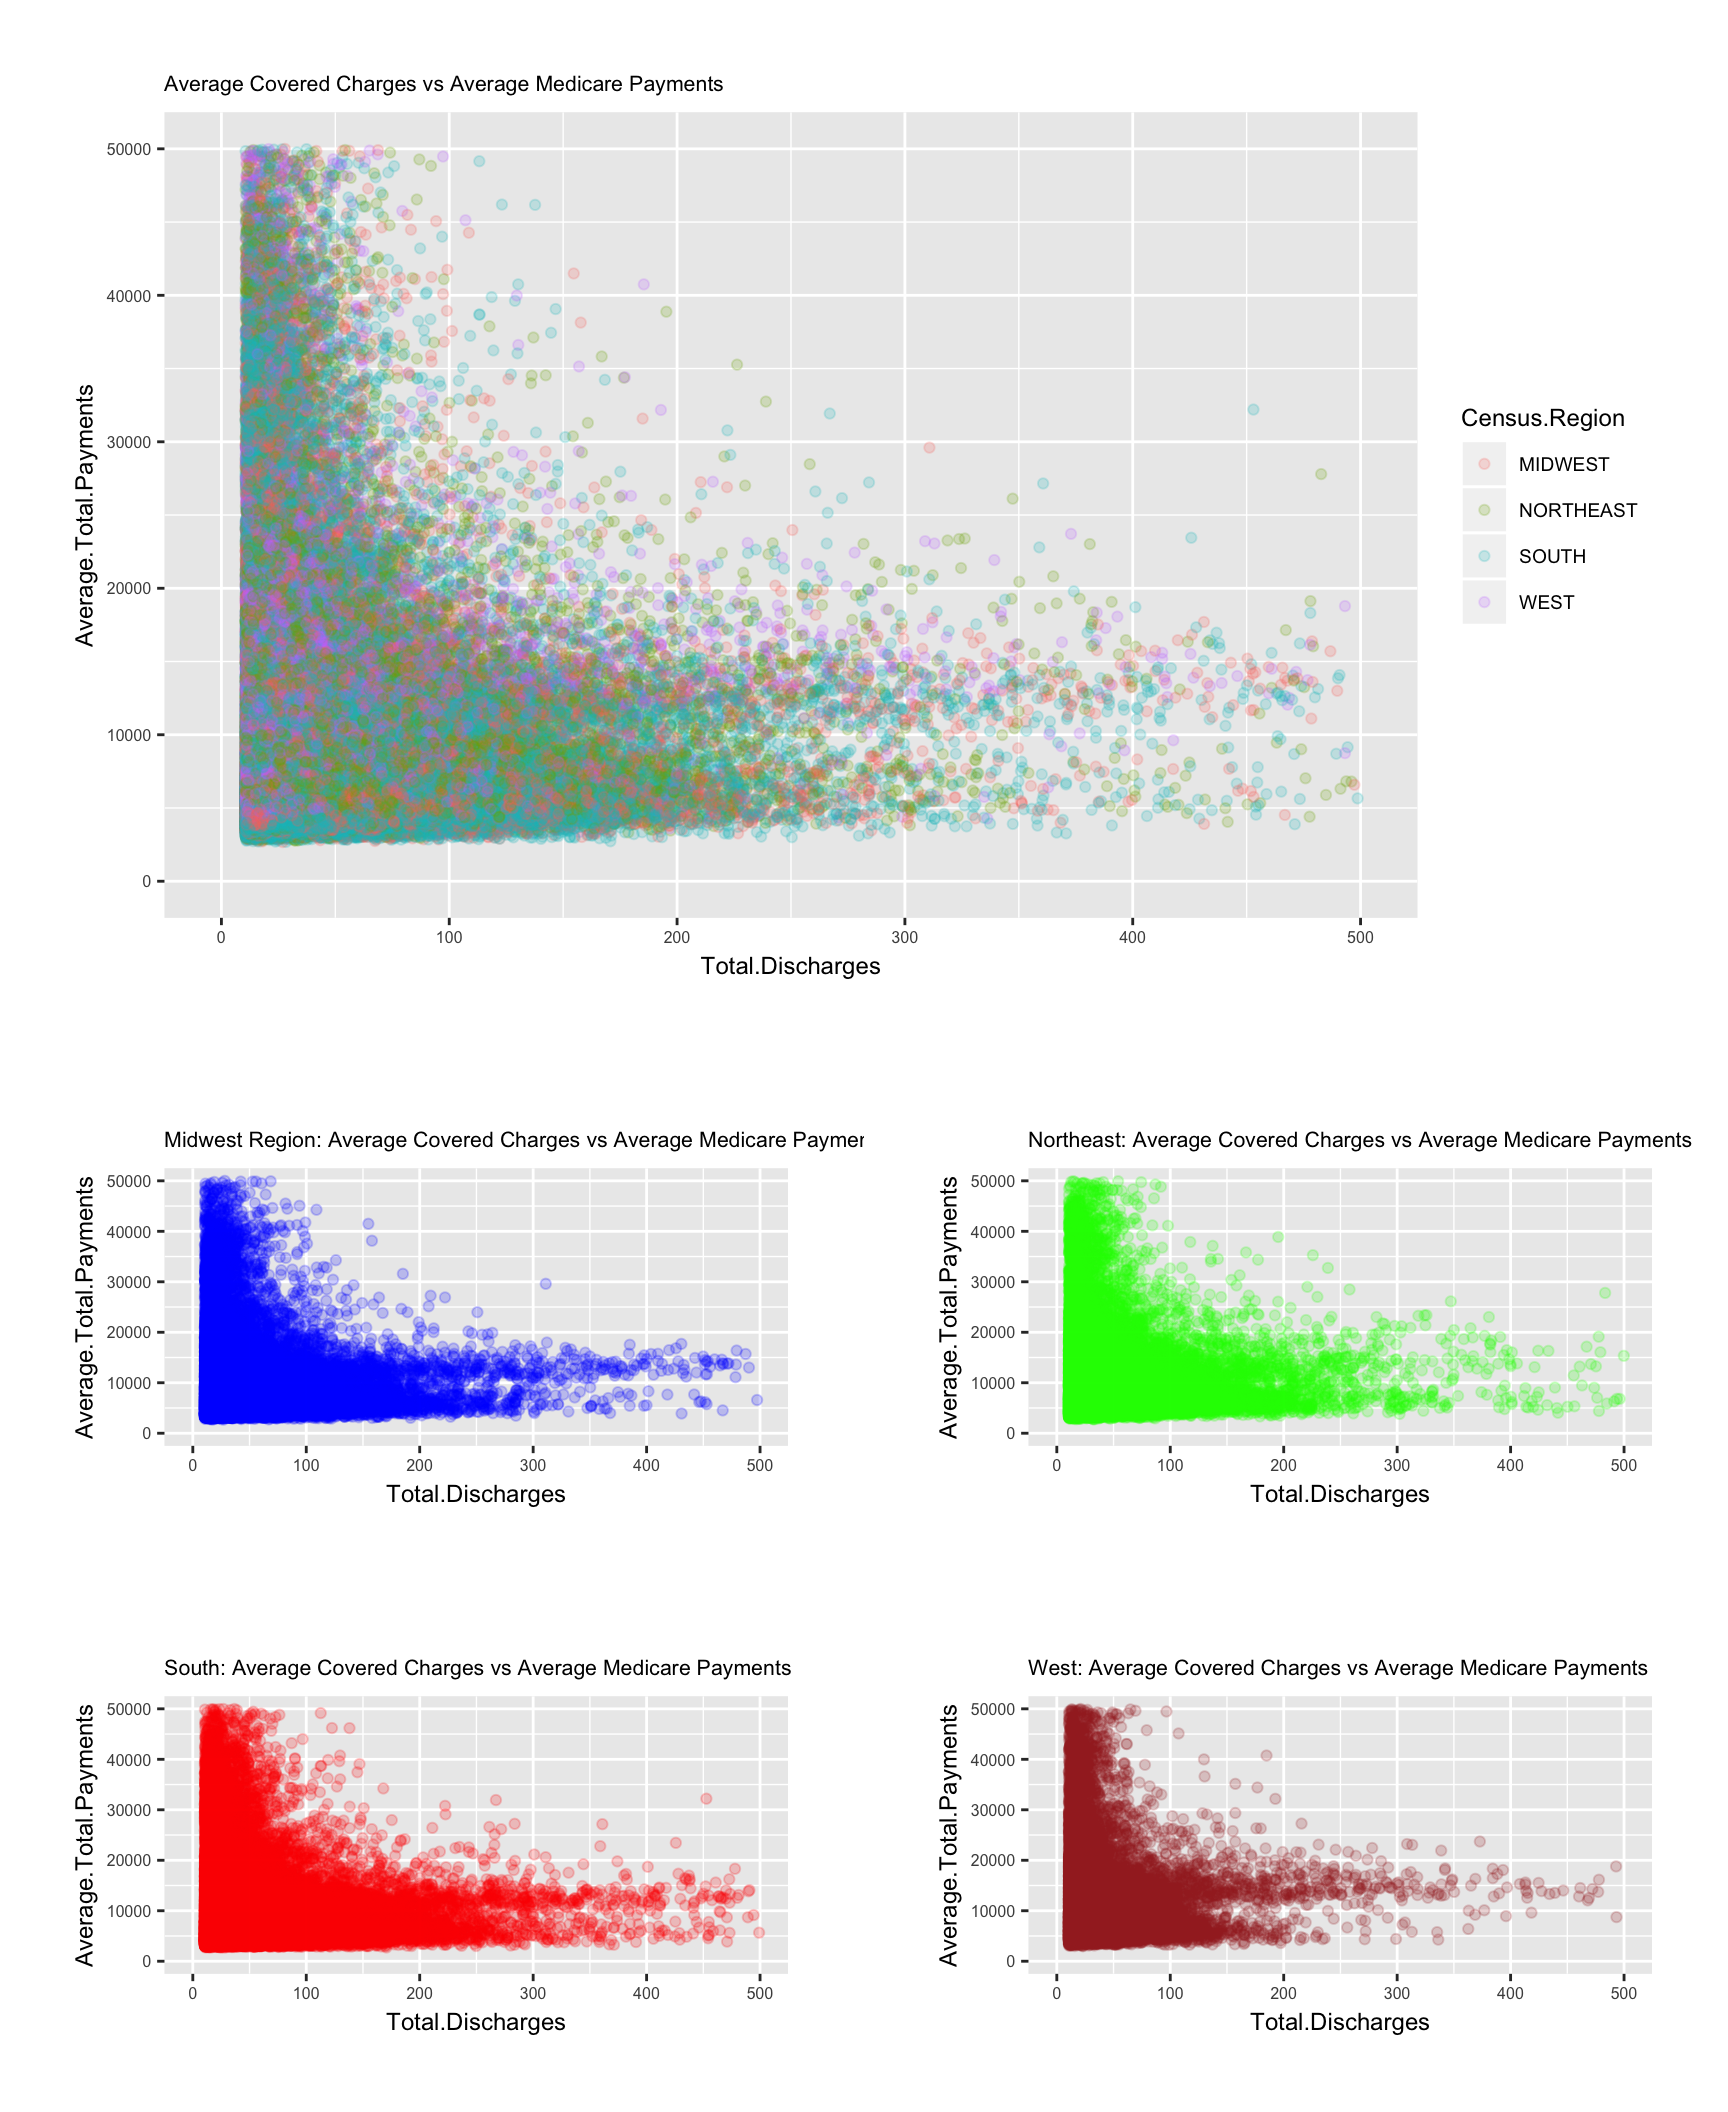 Average Covered Charges vs Average Medicare Payments
50000
40000
30000
20000
10000
0
Average.Total.Payments
0 100 200 300 400 500
Total.Discharges
Census.Region
MIDWEST
NORTHEAST
SOUTH
WEST
Midwest Region: Average Covered Charges vs Average Medicare Paymer
50000
40000
30000
20000
10000
0
Average.Total.Payments
0 100 200 300 400 500
Total.Discharges
Northeast: Average Covered Charges vs Average Medicare Payments
50000
40000
30000
20000
10000
0
Average.Total.Payments
0 100 200 300 400 500
Total.Discharges
South: Average Covered Charges vs Average Medicare Payments
50000
40000
30000
20000
10000
0
Average.Total.Payments
0 100 200 300 400 500
Total.Discharges
West: Average Covered Charges vs Average Medicare Payments
50000
40000
30000
20000
10000
0
Average.Total.Payments
0 100 200 300 400 500
Total.Discharges